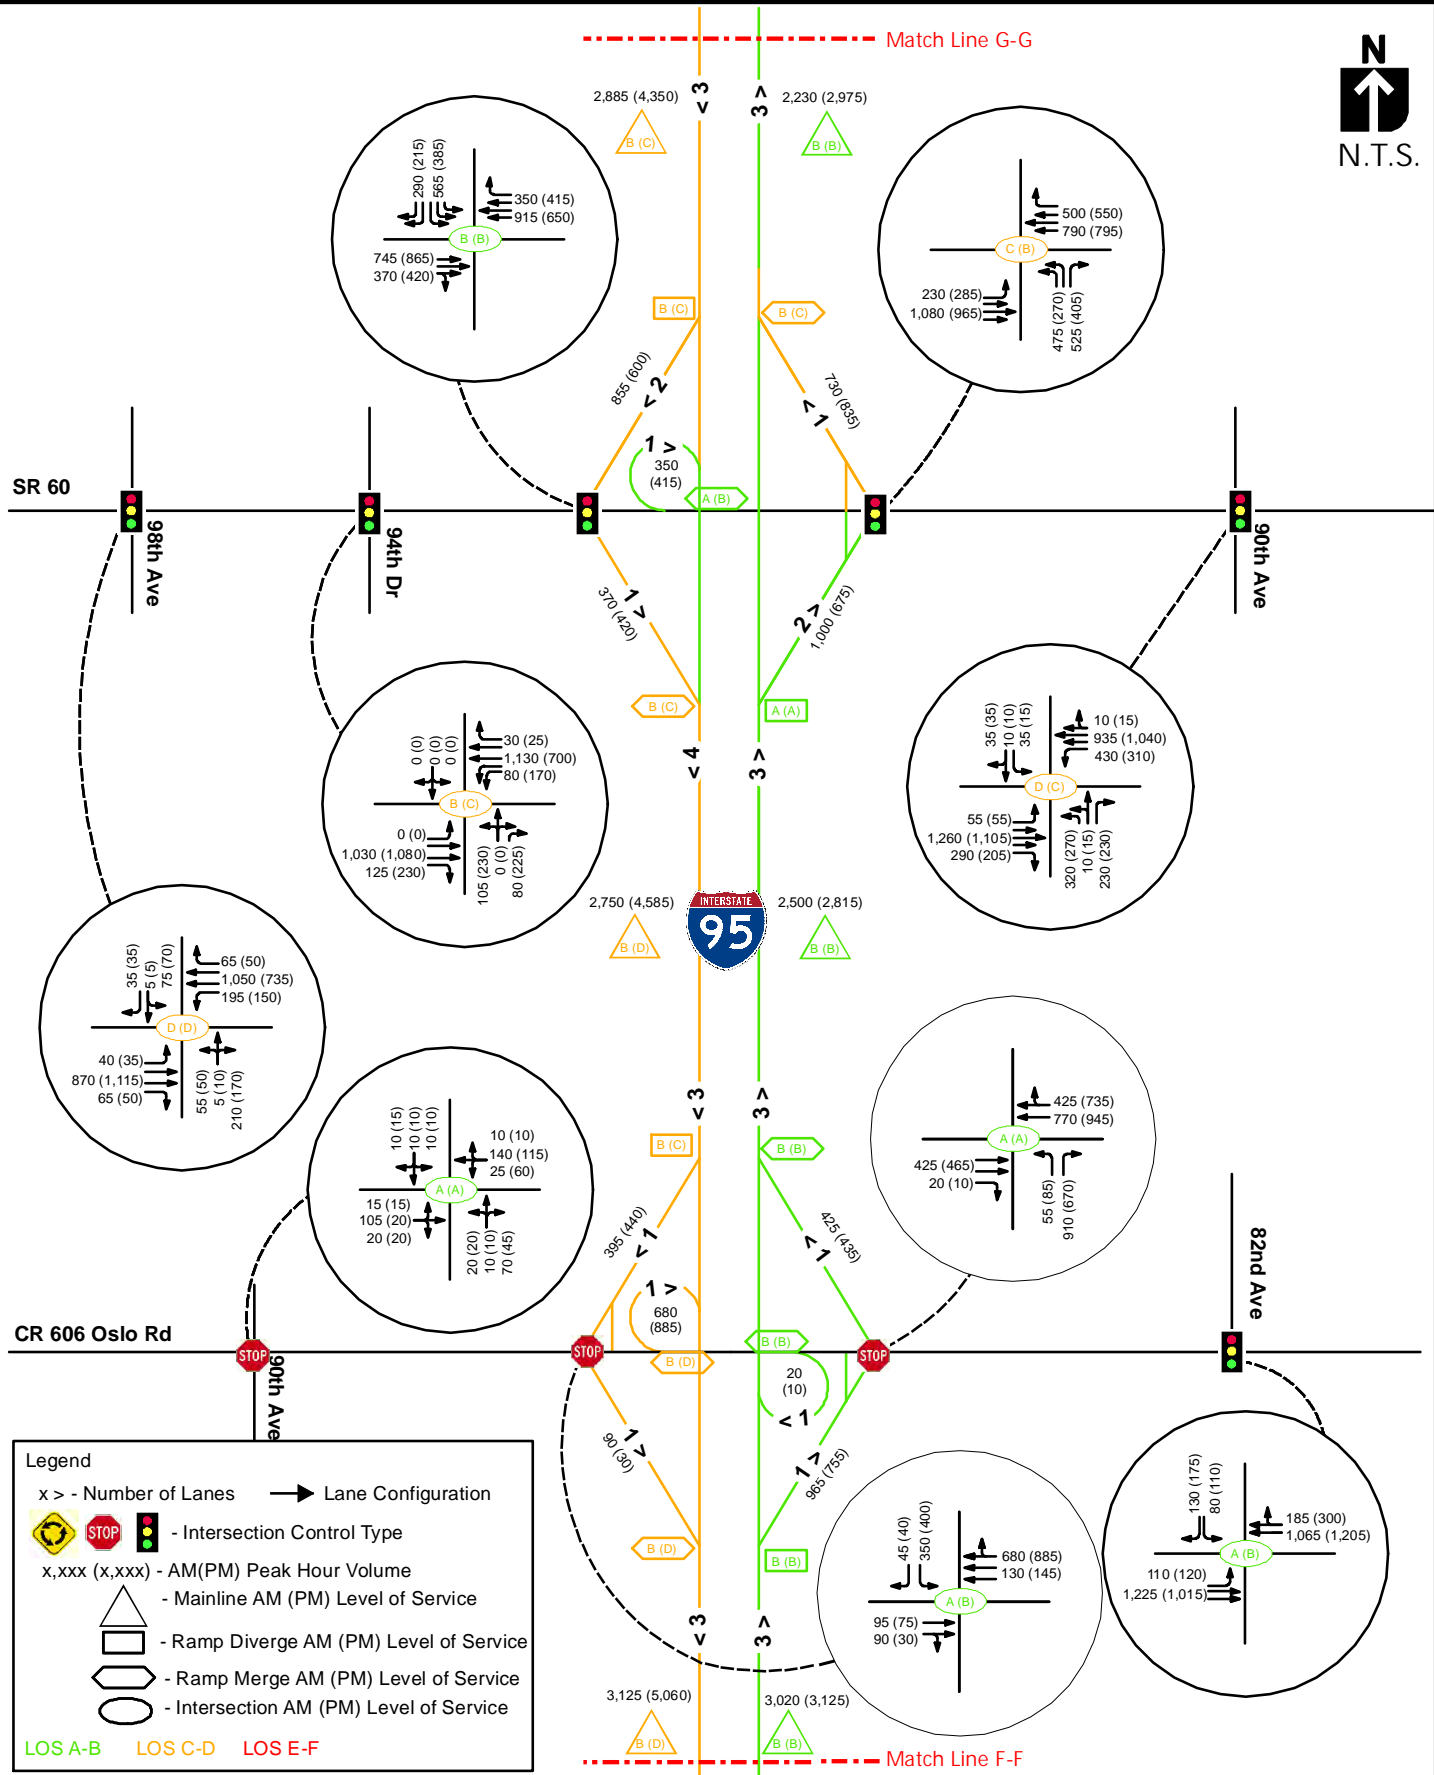 Match Line G-G
N
N.T.S.
2,885 (4,350)
B (C)
< 3
3 >
2,230 (2,975)
B (B)
290 (215)
565 (385)
350 (415)
915 (650)
B (B)
745 (865)
370 (420)
500 (550)
790 (795)
C (B)
230 (285)
1,080 (965)
475 (270)
525 (405)
B (C)
B (C)
855 (600)
< 2
730 (835)
< 1
1 >
350
(415)
A (B)
SR 60
98th Ave
94th Dr
90th Ave
370 (420)
1 >
2 >
1,000 (675)
B (C)
A (A)
< 4
3 >
0 (0)
0 (0)
0 (0)
30 (25)
1,130 (700)
80 (170)
B (C)
0 (0)
1,030 (1,080)
125 (230)
105 (230)
0 (0)
80 (225)
35 (35)
10 (10)
35 (15)
10 (15)
935 (1,040)
430 (310)
D (C)
55 (55)
1,260 (1,105)
290 (205)
320 (270)
10 (15)
230 (230)
2,750 (4,585)
B (D)
INTERSTATE
95
2,500 (2,815)
B (B)
35 (35)
5 (5)
75 (70)
65 (50)
1,050 (735)
195 (150)
D (D)
40 (35)
870 (1,115)
65 (50)
55 (50)
5 (10)
210 (170)
< 3
3 >
B (C)
B (B)
10 (15)
10 (10)
10 (10)
10 (10)
140 (115)
25 (60)
A (A)
15 (15)
105 (20)
20 (20)
20 (20)
10 (10)
70 (45)
425 (735)
770 (945)
A (A)
425 (465)
20 (10)
55 (85)
910 (670)
395 (440)
< 1
425 (435)
< 1
1 >
680
(885)
B (D)
B (B)
20
(10)
< 1
CR 606 Oslo Rd
STOP
STOP
STOP
90th Ave
82nd Ave
90 (30)
1 >
1 >
965 (755)
B (D)
B (B)
45 (40)
350 (400)
680 (885)
130 (145)
A (B)
95 (75)
90 (30)
130 (175)
80 (110)
185 (300)
1,065 (1,205)
A (B)
110 (120)
1,225 (1,015)
< 3
3 >
3,125 (5,060)
B (D)
3,020 (3,125)
B (B)
Match Line F-F
Legend
x > - Number of Lanes
Lane Configuration
STOP
- Intersection Control Type
x,xxx (x,xxx) - AM(PM) Peak Hour Volume
- Mainline AM (PM) Level of Service
- Ramp Diverge AM (PM) Level of Service
- Ramp Merge AM (PM) Level of Service
- Intersection AM (PM) Level of Service
LOS A-B LOS C-D LOS E-F